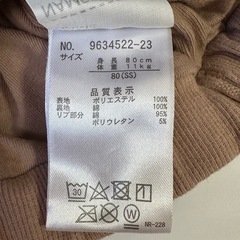 NO. 9634522-23
サイズ
身長 80cm
体重 11kg
80(SS)
品質表示
表地 ポリエステル 100%
裏地 綿 100%
リブ部分 綿 95%
ポリウレタン 5%
30
NR-228